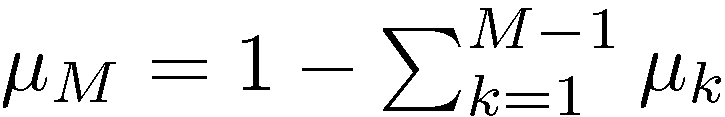 μ_M = 1 − ∑_{k=1}^{M−1} μ_k